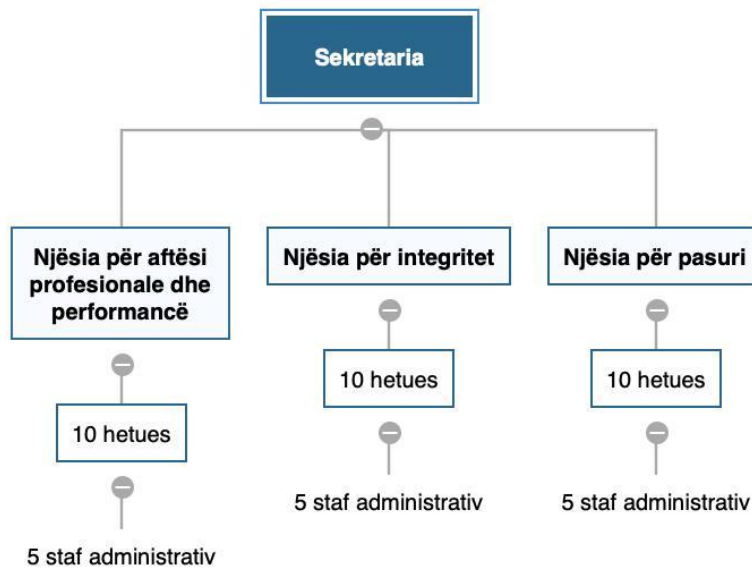 Sekretaria
Njësia për aftësi
profesionale dhe
performancë
Njësia për integritet
Njësia për pasuri
10 hetues
10 hetues
10 hetues
5 staf administrativ
5 staf administrativ
5 staf administrativ